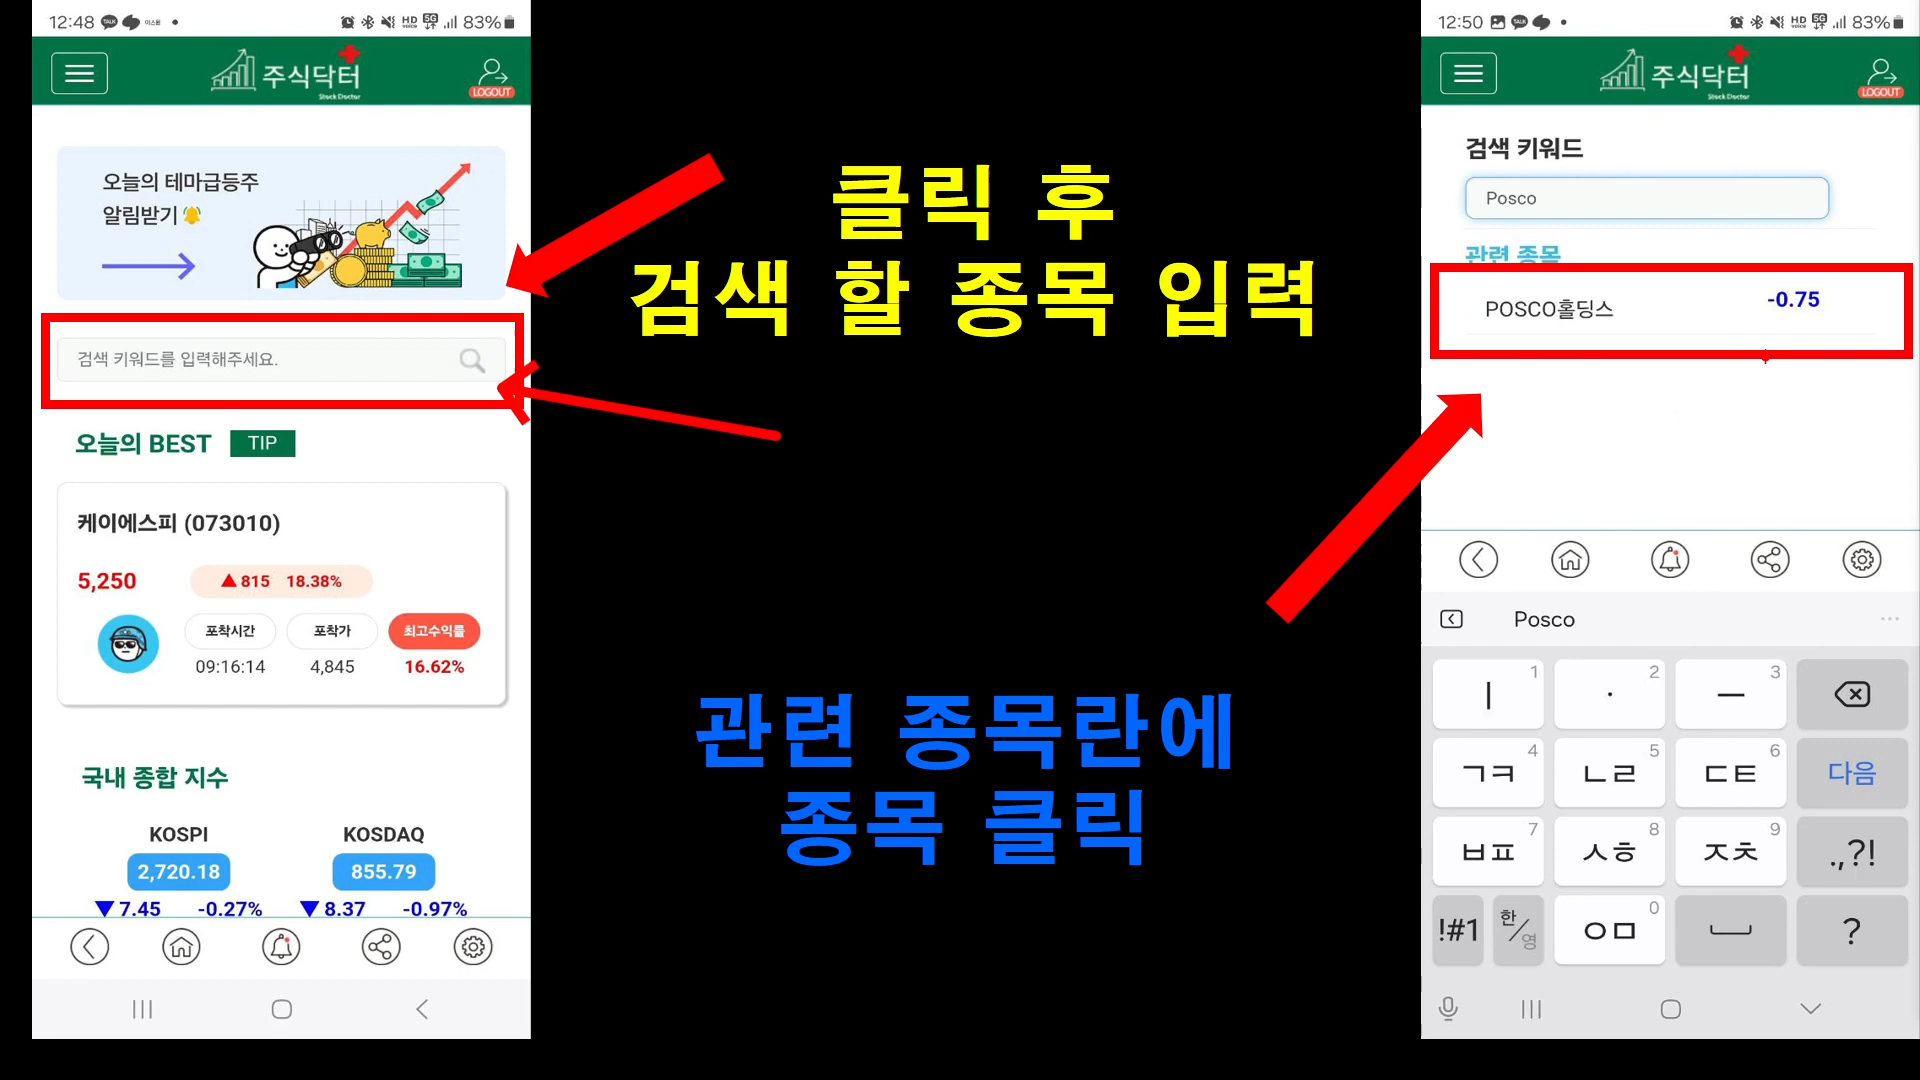 12:48
83%
주식닥터
Stock Doctor
LOGOUT
오늘의 테마급등주
알림받기
검색 키워드를 입력해주세요.
오늘의 BEST TIP
케이에스피 (073010)
5,250 ▲815 18.38%
포착시간 포착가 최고수익률
09:16:14 4,845 16.62%
국내 종합 지수
KOSPI KOSDAQ
2,720.18 855.79
▼7.45 -0.27% ▼8.37 -0.97%
클릭 후
검색 할 종목 입력
관련 종목란에
종목 클릭
12:50
83%
주식닥터
Stock Doctor
LOGOUT
검색 키워드
Posco
관련 종목
POSCO홀딩스 -0.75
Posco
ㅣ 1 · 2 ㅡ 3
ㄱㅋ 4 ㄴㄹ 5 ㄷㅌ 6 다음
ㅂㅍ 7 ㅅㅎ 8 ㅈㅊ 9 .,?!
!#1 한/영 ㅇㅁ 0 ?